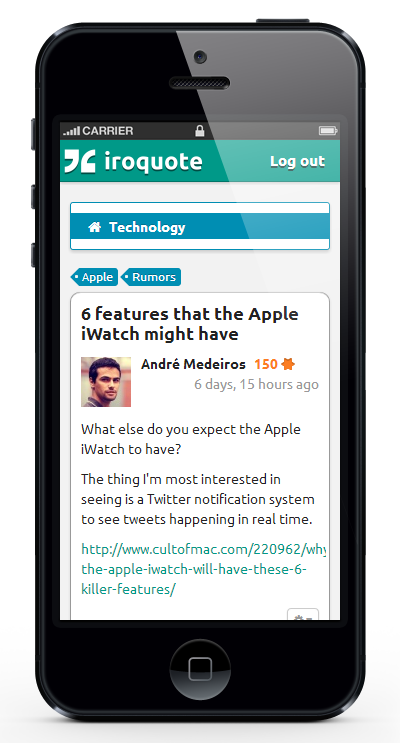 CARRIER
iroquote Log out
Technology
Apple Rumors
6 features that the Apple
iWatch might have
André Medeiros 150
6 days, 15 hours ago
What else do you expect the Apple
iWatch to have?
The thing I'm most interested in
seeing is a Twitter notification system
to see tweets happening in real time.
http://www.cultofmac.com/220962/why
the-apple-iwatch-will-have-these-6-
killer-features/